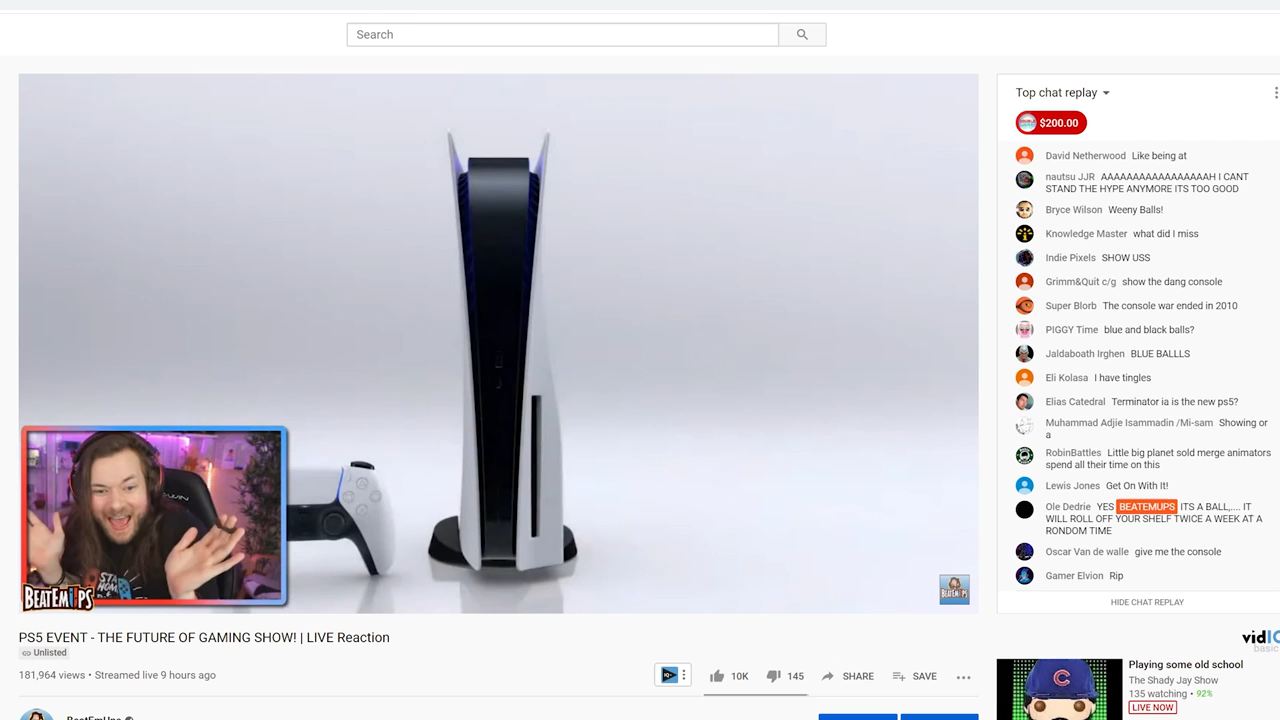 Search
Top chat replay
$200.00
David Netherwood Like being at
nautsu JJR AAAAAAAAAAAAAAAAAH I CANT
STAND THE HYPE ANYMORE ITS TOO GOOD
Bryce Wilson Weeny Balls!
Knowledge Master what did I miss
Indie Pixels SHOW USS
Grimm&Quit c/g show the dang console
Super Blorb The console war ended in 2010
PIGGY Time blue and black balls?
Jaldaboath Irghen BLUE BALLLS
Eli Kolasa I have tingles
Elias Catedral Terminator ia is the new ps5?
Muhammad Adjie Isammadin /Mi-sam Showing or
a
RobinBattles Little big planet sold merge animators
spend all their time on this
Lewis Jones Get On With It!
Ole Dedrie YES BEATEMUPS ITS A BALL,.... IT
WILL ROLL OFF YOUR SHELF TWICE A WEEK AT A
RONDOM TIME
Oscar Van de walle give me the console
Gamer Elvion Rip
HIDE CHAT REPLAY
BEATEMUPS
BEATEMUPS
PS5 EVENT - THE FUTURE OF GAMING SHOW! | LIVE Reaction
Unlisted
181,964 views • Streamed live 9 hours ago
10K 145 SHARE SAVE
vidIQ
basic
Playing some old school
The Shady Jay Show
135 watching • 92%
LIVE NOW
BeatEmUps